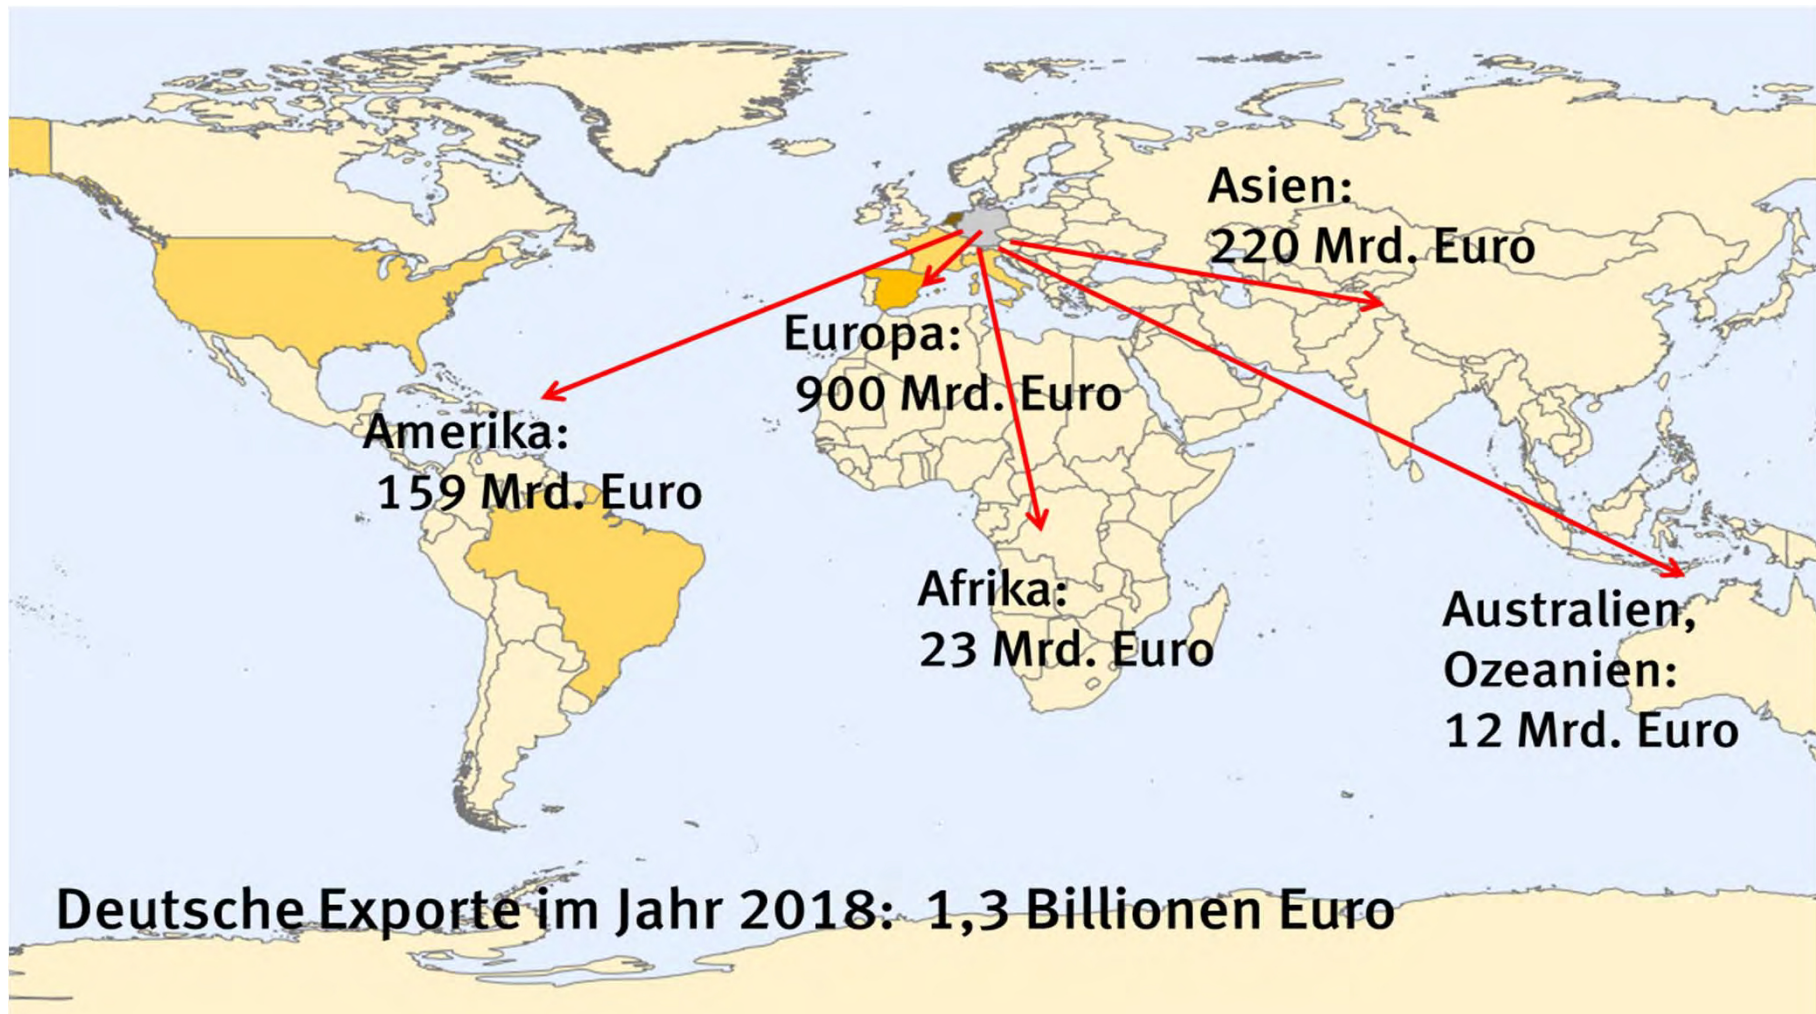 Asien:
220 Mrd. Euro
Europa:
900 Mrd. Euro
Amerika:
159 Mrd. Euro
Afrika:
23 Mrd. Euro
Australien,
Ozeanien:
12 Mrd. Euro
Deutsche Exporte im Jahr 2018: 1,3 Billionen Euro